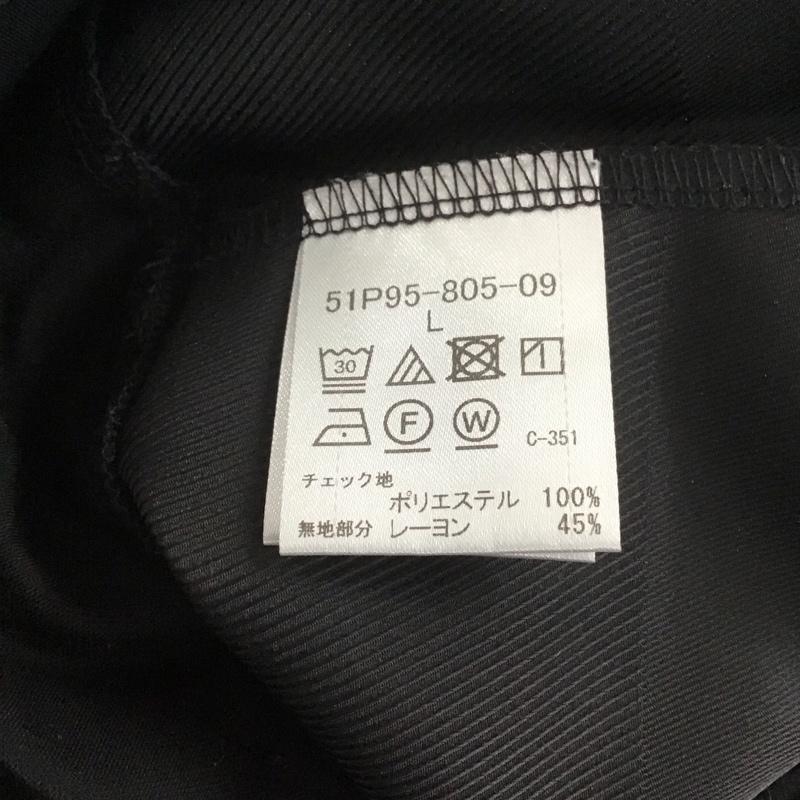 51P95-805-09
L
30
F W C-351
チェック地
ポリエステル 100%
無地部分 レーヨン 45%